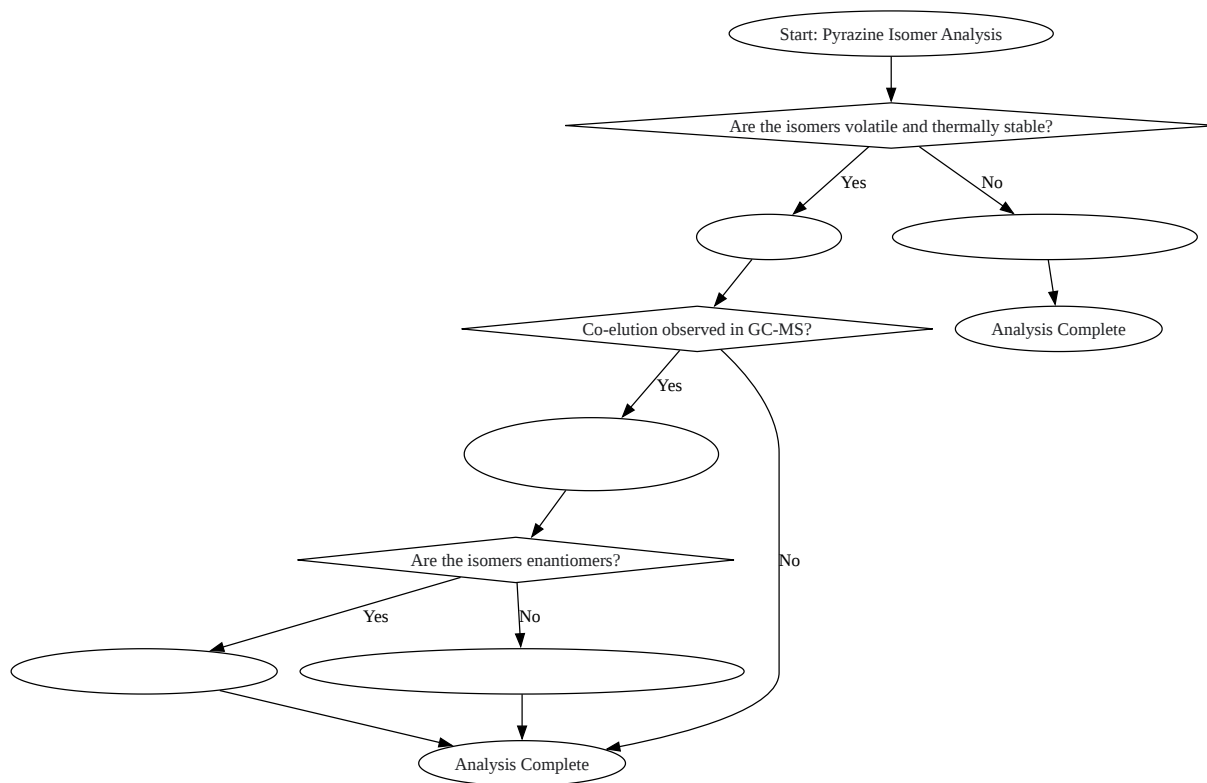 Start: Pyrazine Isomer Analysis
Are the isomers volatile and thermally stable?
Yes
No
Co-elution observed in GC-MS?
Analysis Complete
Yes
Are the isomers enantiomers?
No
Yes
No
Analysis Complete